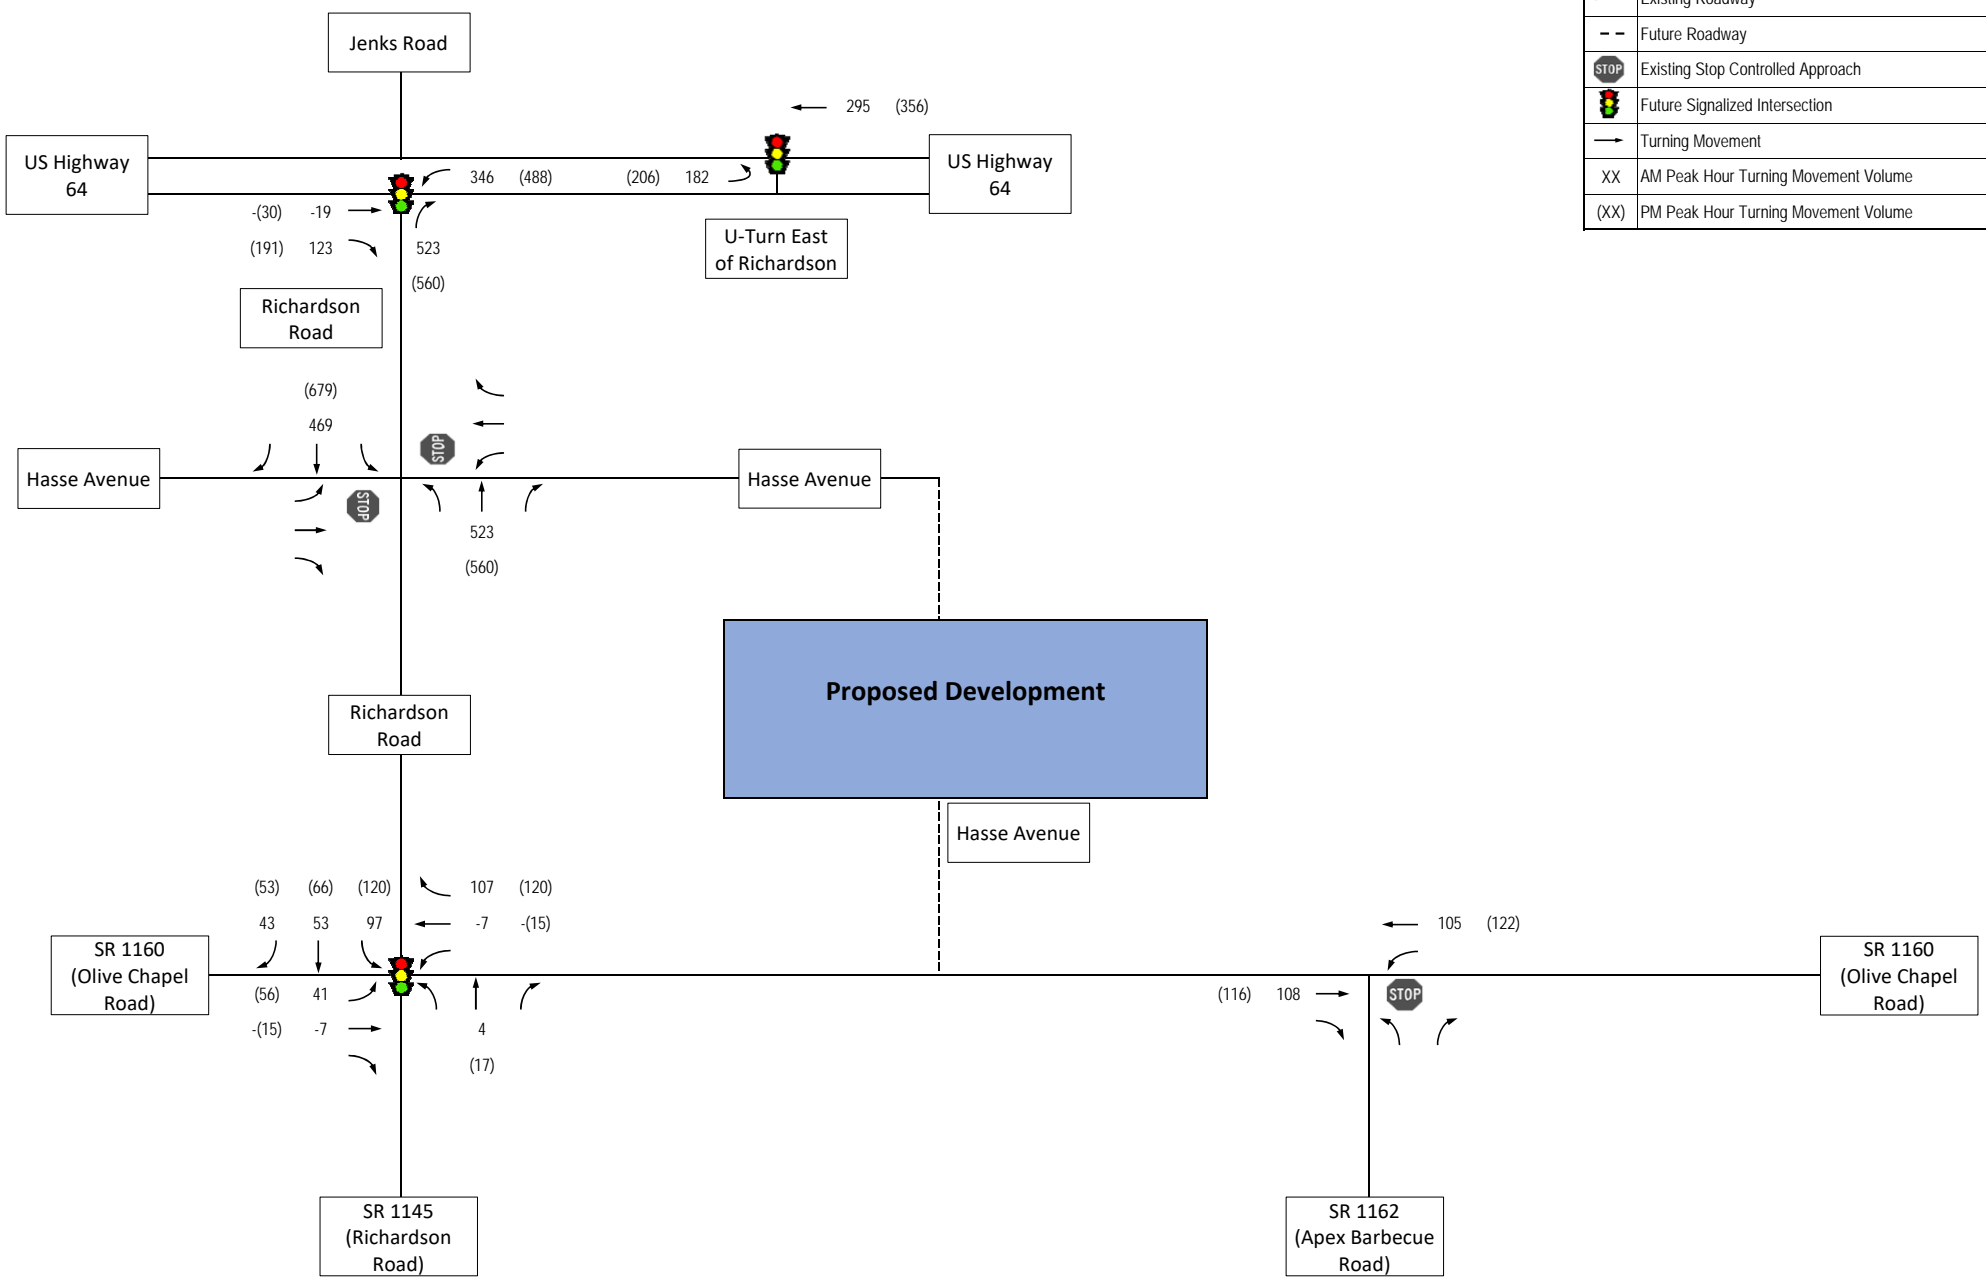 Existing Roadway
Jenks Road
Future Roadway
STOP
Existing Stop Controlled Approach
Future Signalized Intersection
295 (356)
Turning Movement
US Highway
64
US Highway
64
346 (488)
(206) 182
XX
AM Peak Hour Turning Movement Volume
-(30) -19
(XX)
PM Peak Hour Turning Movement Volume
(191) 123
523
(560)
U-Turn East
of Richardson
Richardson
Road
(679)
469
STOP
Hasse Avenue
Hasse Avenue
STOP
523
(560)
Proposed Development
Richardson
Road
Hasse Avenue
(53) (66) (120)
107 (120)
43 53 97
-7 -(15)
105 (122)
SR 1160
(Olive Chapel
Road)
SR 1160
(Olive Chapel
Road)
(56) 41
(116) 108
STOP
-(15) -7
4
(17)
SR 1145
(Richardson
Road)
SR 1162
(Apex Barbecue
Road)